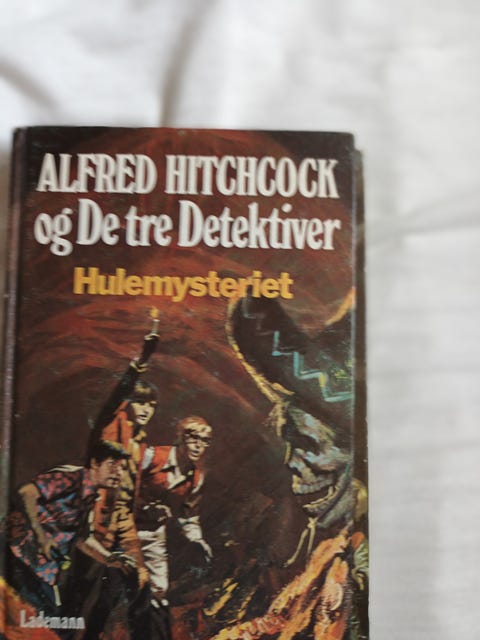 ALFRED HITCHCOCK
og De tre Detektiver
Hulemysteriet
Lademann